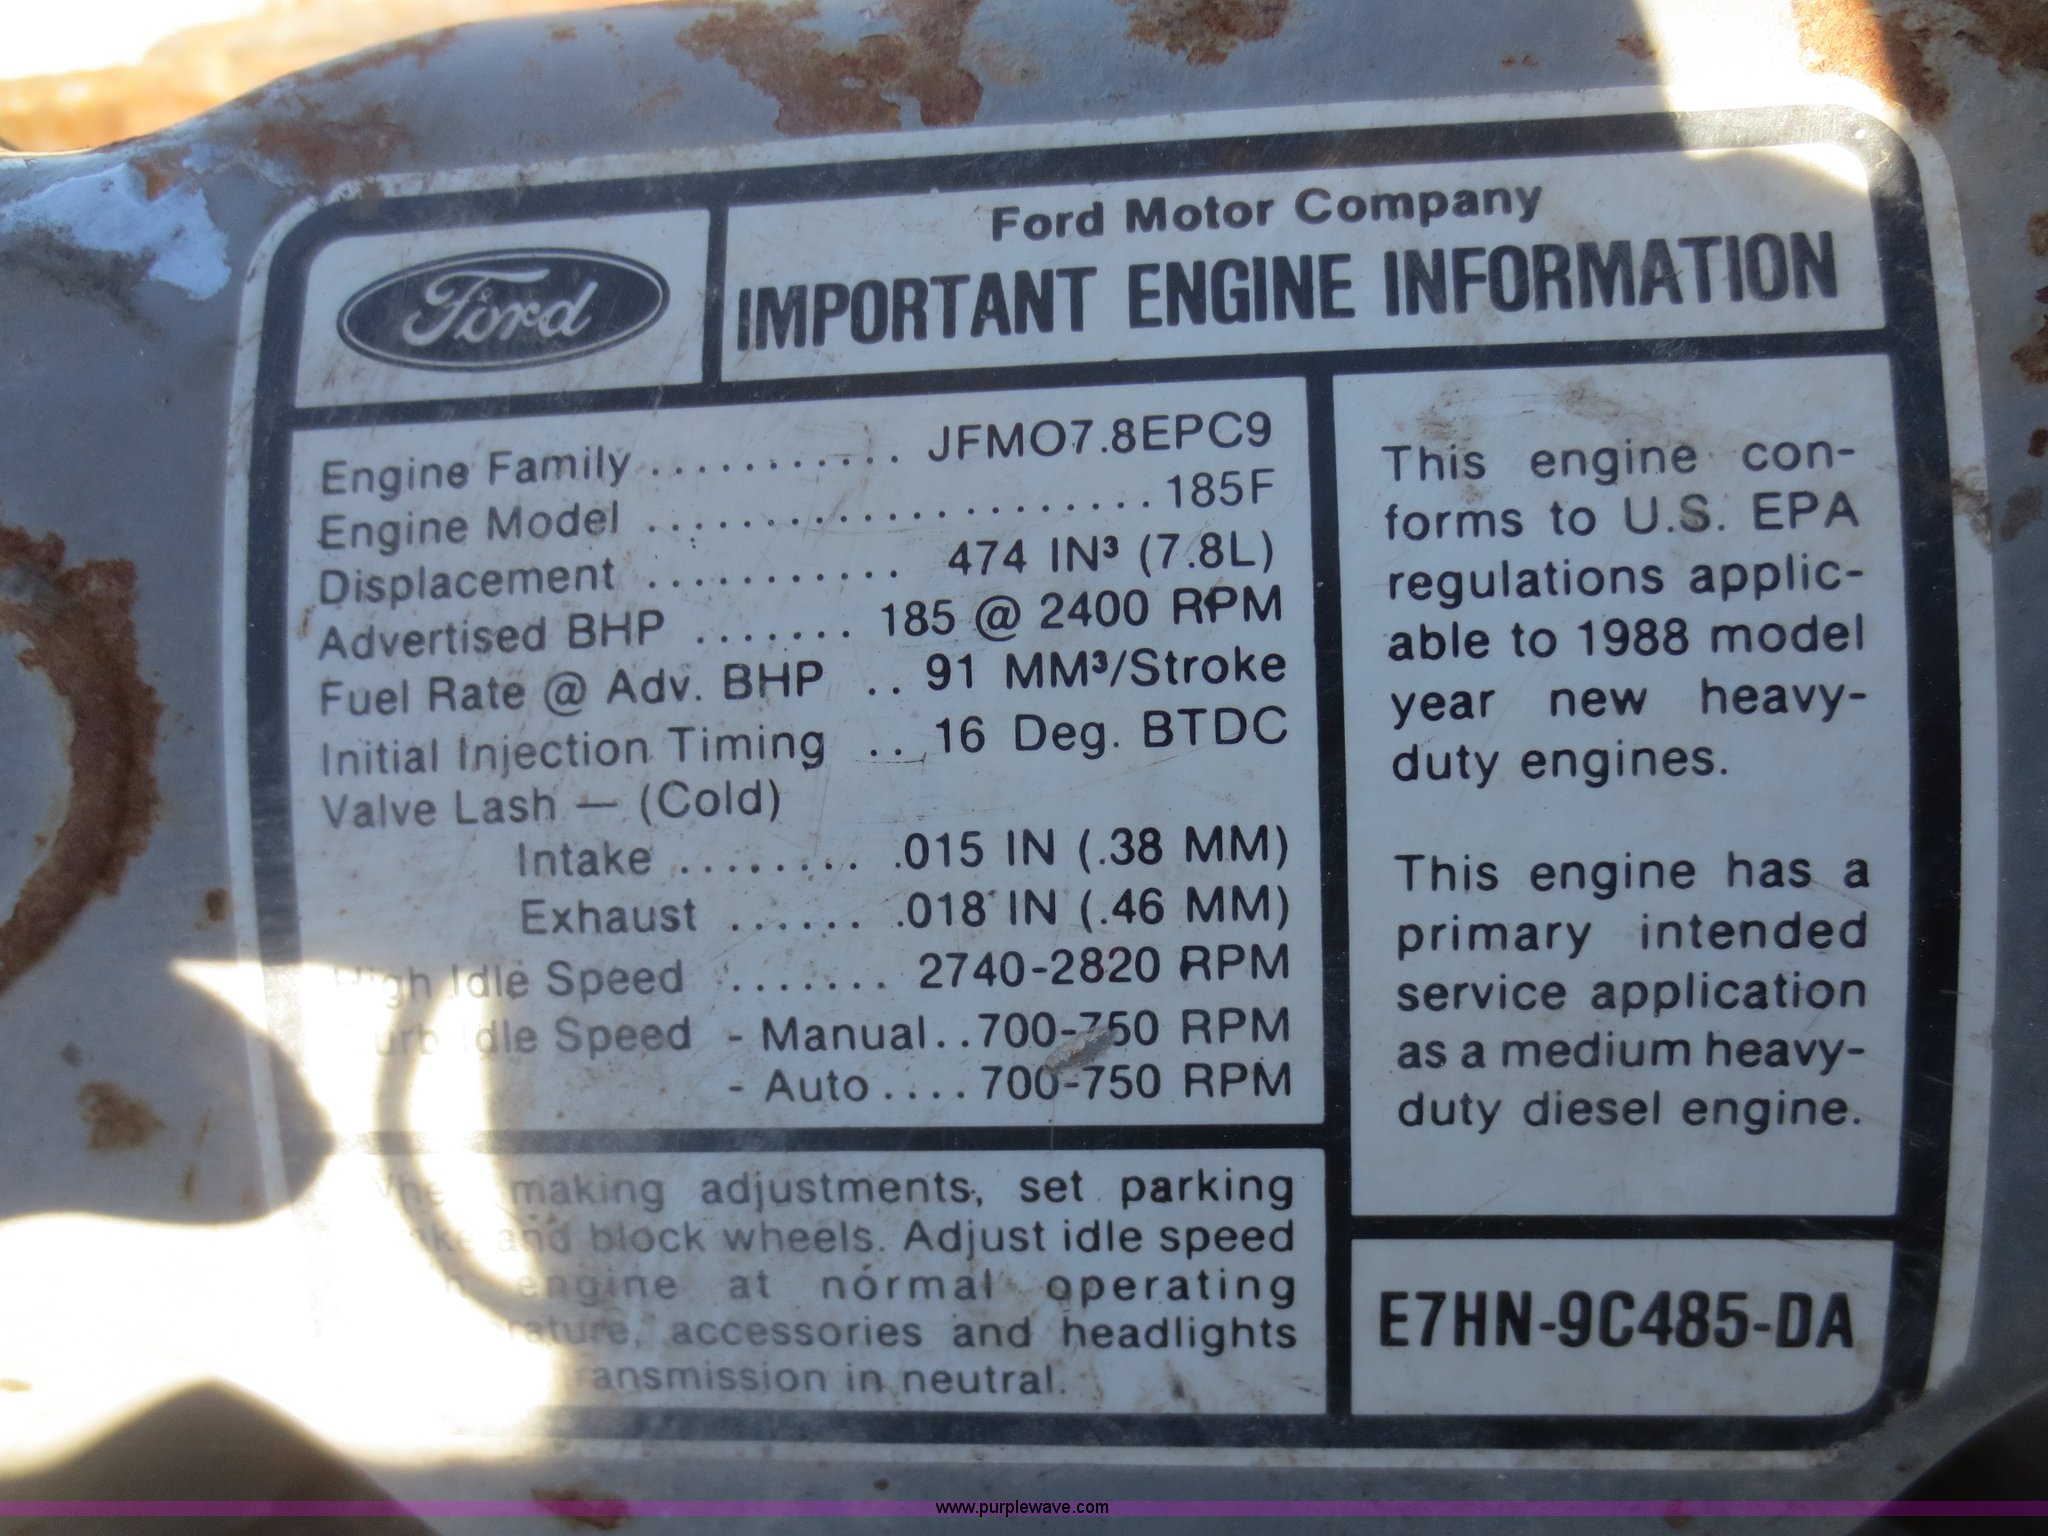 Ford
Ford Motor Company
IMPORTANT ENGINE INFORMATION
Engine Family ........... JFMO7.8EPC9
Engine Model ...................... 185F
Displacement ........... 474 IN³ (7.8L)
Advertised BHP ....... 185 @ 2400 RPM
Fuel Rate @ Adv. BHP .. 91 MM³/Stroke
Initial Injection Timing .. 16 Deg. BTDC
Valve Lash — (Cold)
Intake ........ .015 IN (.38 MM)
Exhaust ...... .018 IN (.46 MM)
High Idle Speed ....... 2740-2820 RPM
Curb Idle Speed - Manual..700-750 RPM
- Auto....700-750 RPM
When making adjustments, set parking
and block wheels. Adjust idle speed
engine at normal operating
accessories and headlights
in neutral.
This engine con-
forms to U.S. EPA
regulations applic-
able to 1988 model
year new heavy-
duty engines.
This engine has a
primary intended
service application
as a medium heavy-
duty diesel engine.
E7HN-9C485-DA
www.purplewave.com